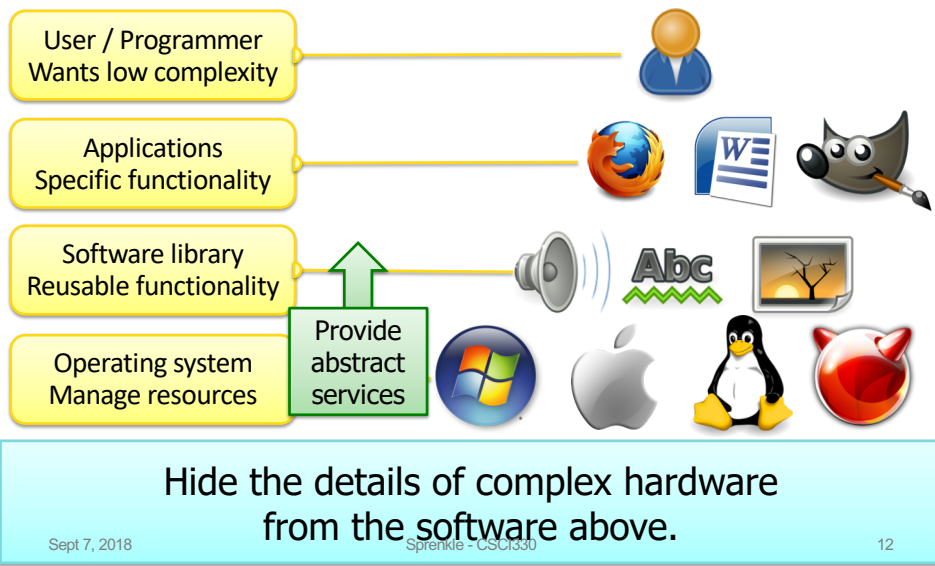 User / Programmer
Wants low complexity
Applications
Specific functionality
W
Software library
Reusable functionality
Abc
Provide
abstract
services
Operating system
Manage resources
Hide the details of complex hardware
from the software above.
Sept 7, 2018
Sprenkle - CSCI330
12